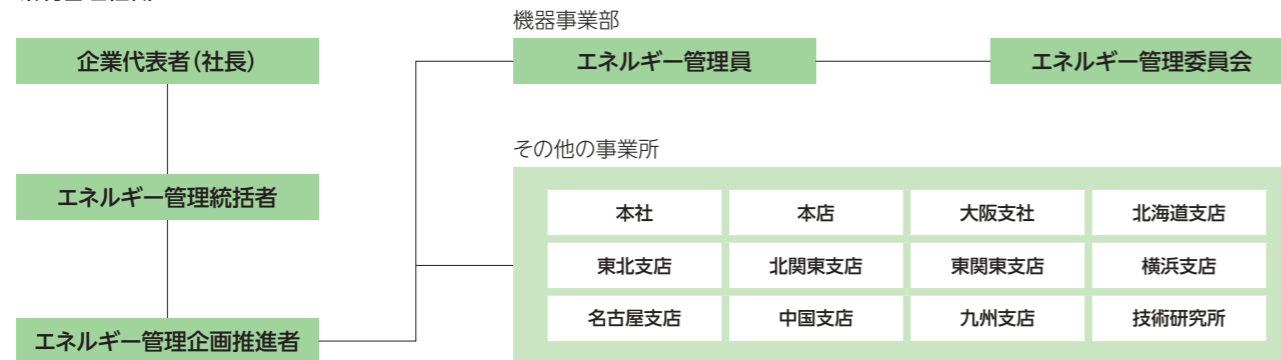 企業代表者(社長)
エネルギー管理統括者
エネルギー管理企画推進者
機器事業部
エネルギー管理員
エネルギー管理委員会
その他の事業所
本社
本店
大阪支社
北海道支店
東北支店
北関東支店
東関東支店
横浜支店
名古屋支店
中国支店
九州支店
技術研究所